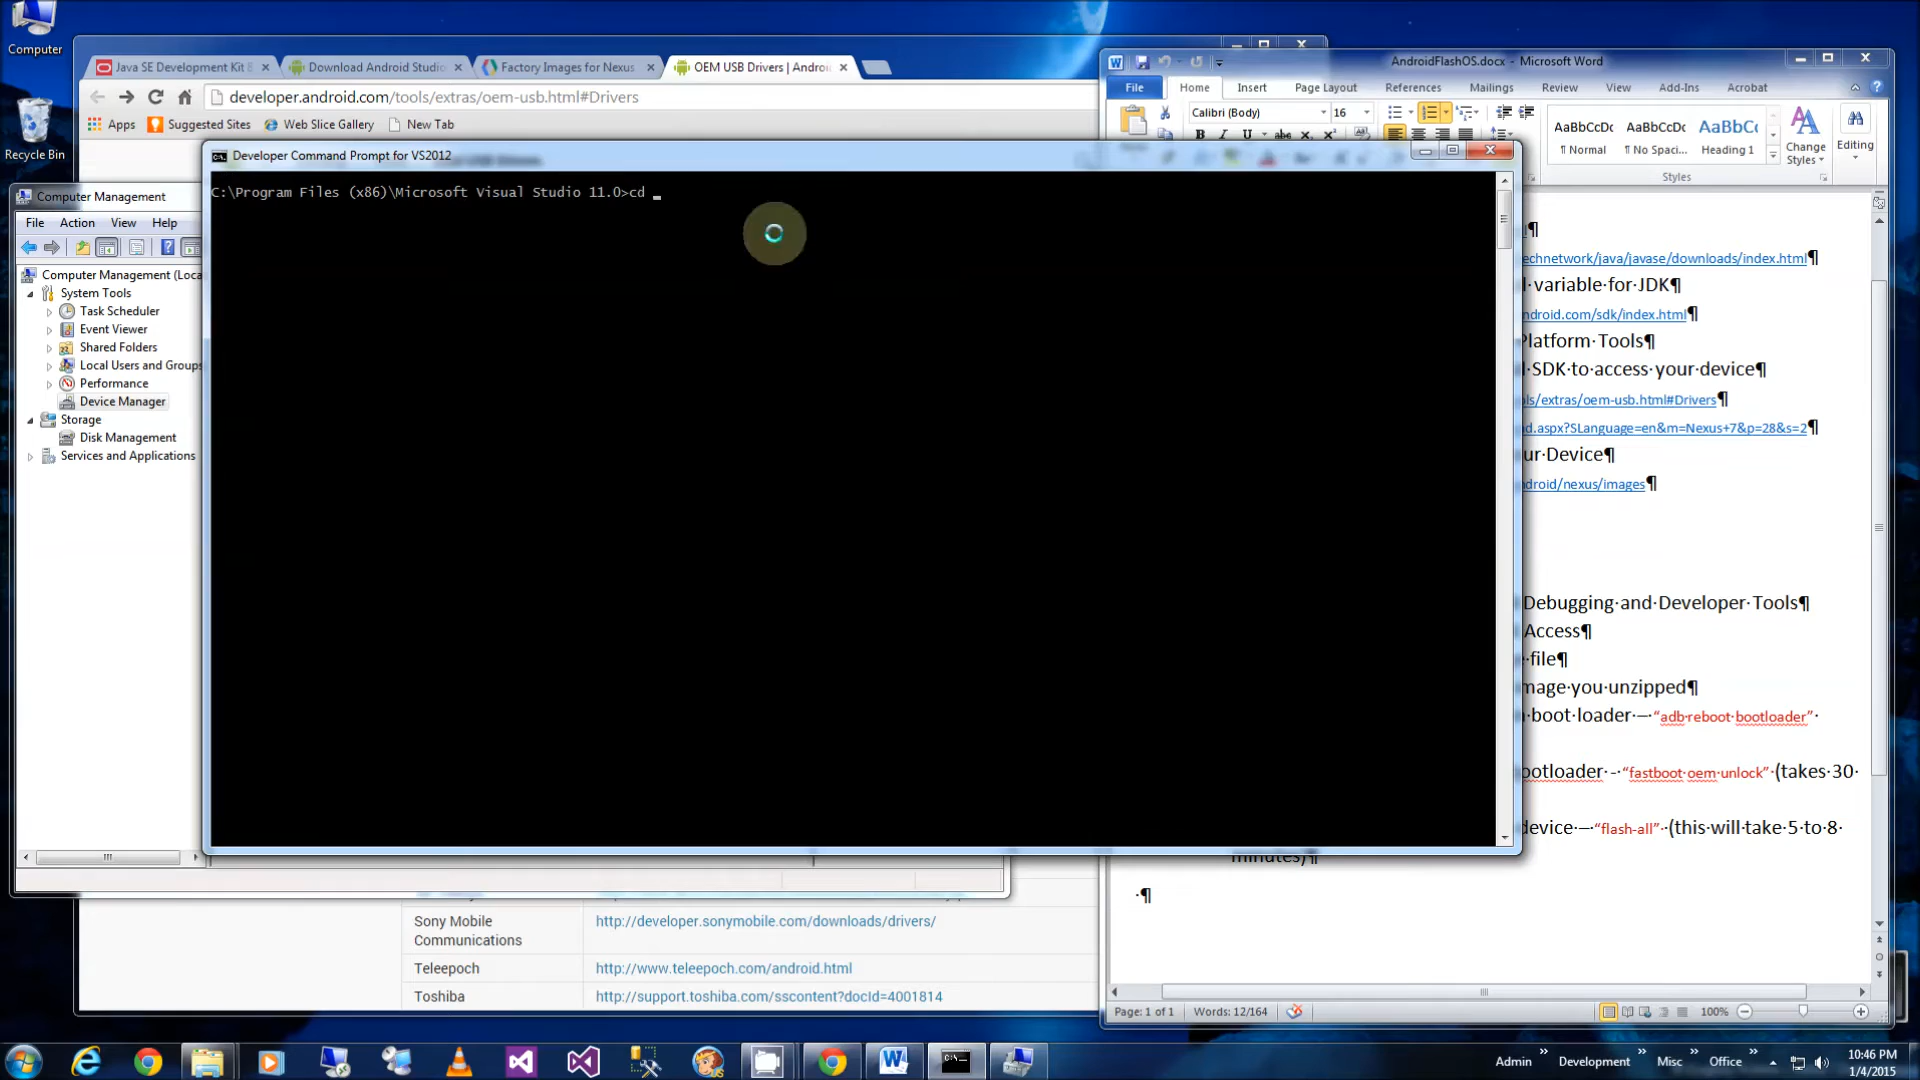 Computer
Recycle Bin
Java SE Development Kit 8
Download Android Studio
Factory Images for Nexus
OEM USB Drivers | Andro
developer.android.com/tools/extras/oem-usb.html#Drivers
Apps
Suggested Sites
Web Slice Gallery
New Tab
AndroidFlashOS.docx - Microsoft Word
File
Home
Insert
Page Layout
References
Mailings
Review
View
Add-Ins
Acrobat
Calibri (Body)
16
AaBbCcDc
AaBbCcDc
AaBbCc
¶ Normal
¶ No Spaci...
Heading 1
Change
Styles
Editing
Styles
Developer Command Prompt for VS2012
C:\Program Files (x86)\Microsoft Visual Studio 11.0>cd _
Computer Management
File
Action
View
Help
Computer Management (Loca
System Tools
Task Scheduler
Event Viewer
Shared Folders
Local Users and Groups
Performance
Device Manager
Storage
Disk Management
Services and Applications
echnetwork/java/javase/downloads/index.html¶
variable·for·JDK¶
ndroid.com/sdk/index.html¶
Platform·Tools¶
SDK·to·access·your·device¶
ls/extras/oem-usb.html#Drivers¶
d.aspx?SLanguage=en&m=Nexus+7&p=28&s=2¶
ur·Device¶
droid/nexus/images¶
Debugging·and·Developer·Tools¶
Access¶
file¶
mage·you·unzipped¶
boot·loader·–·“adb·reboot·bootloader”·
ootloader·-·“fastboot·oem·unlock”·(takes·30·
device·–·“flash-all”·(this·will·take·5·to·8·
minutes)¶
·¶
Sony Mobile
Communications
http://developer.sonymobile.com/downloads/drivers/
Teleepoch
http://www.teleepoch.com/android.html
Toshiba
http://support.toshiba.com/sscontent?docId=4001814
Page: 1 of 1
Words: 12/164
100%
Admin
Development
Misc
Office
10:46 PM
1/4/2015